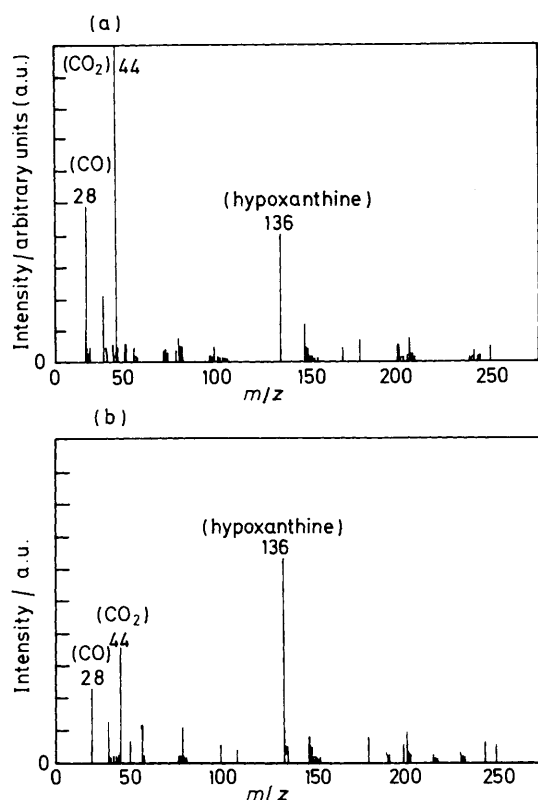 (a)
(CO₂) 44
(CO)
28
(hypoxanthine)
136
Intensity/arbitrary units (a.u.)
0
0 50 100 150 200 250
m/z
(b)
(hypoxanthine)
136
(CO₂)
44
(CO)
28
Intensity / a.u.
0
0 50 100 150 200 250
m/z